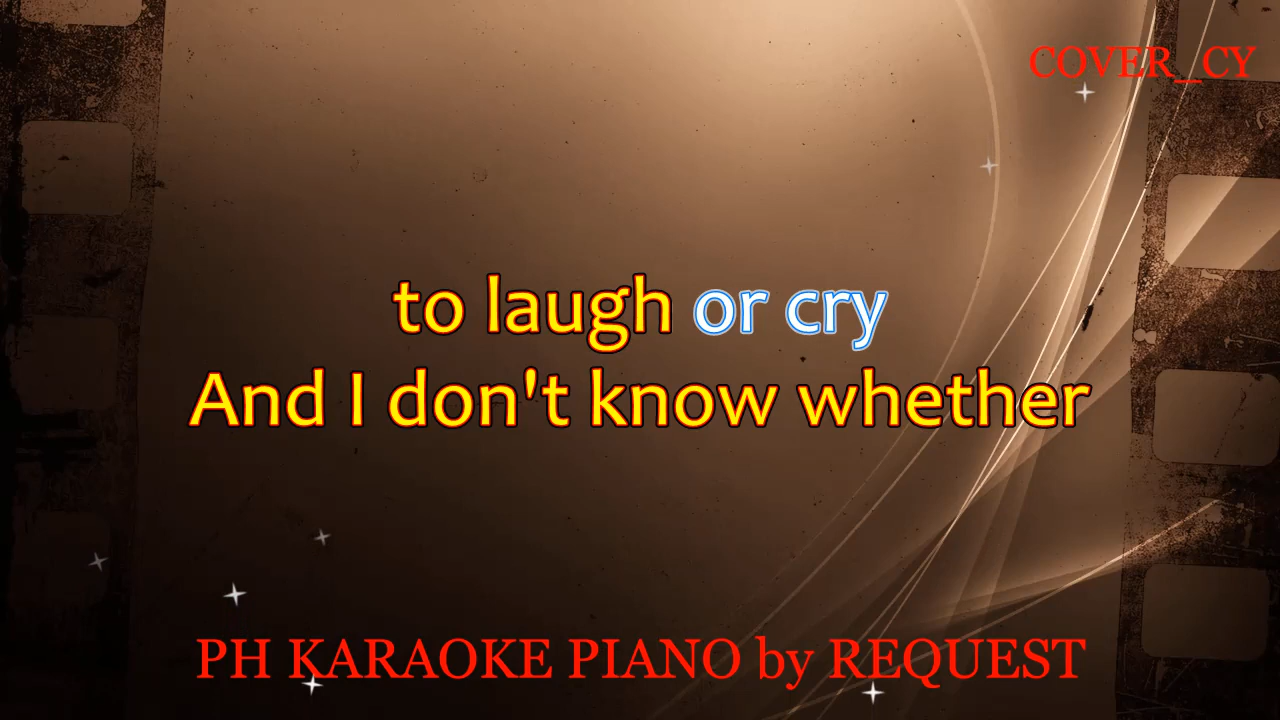 COVER_CY
to laugh or cry
And I don't know whether
PH KARAOKE PIANO by REQUEST